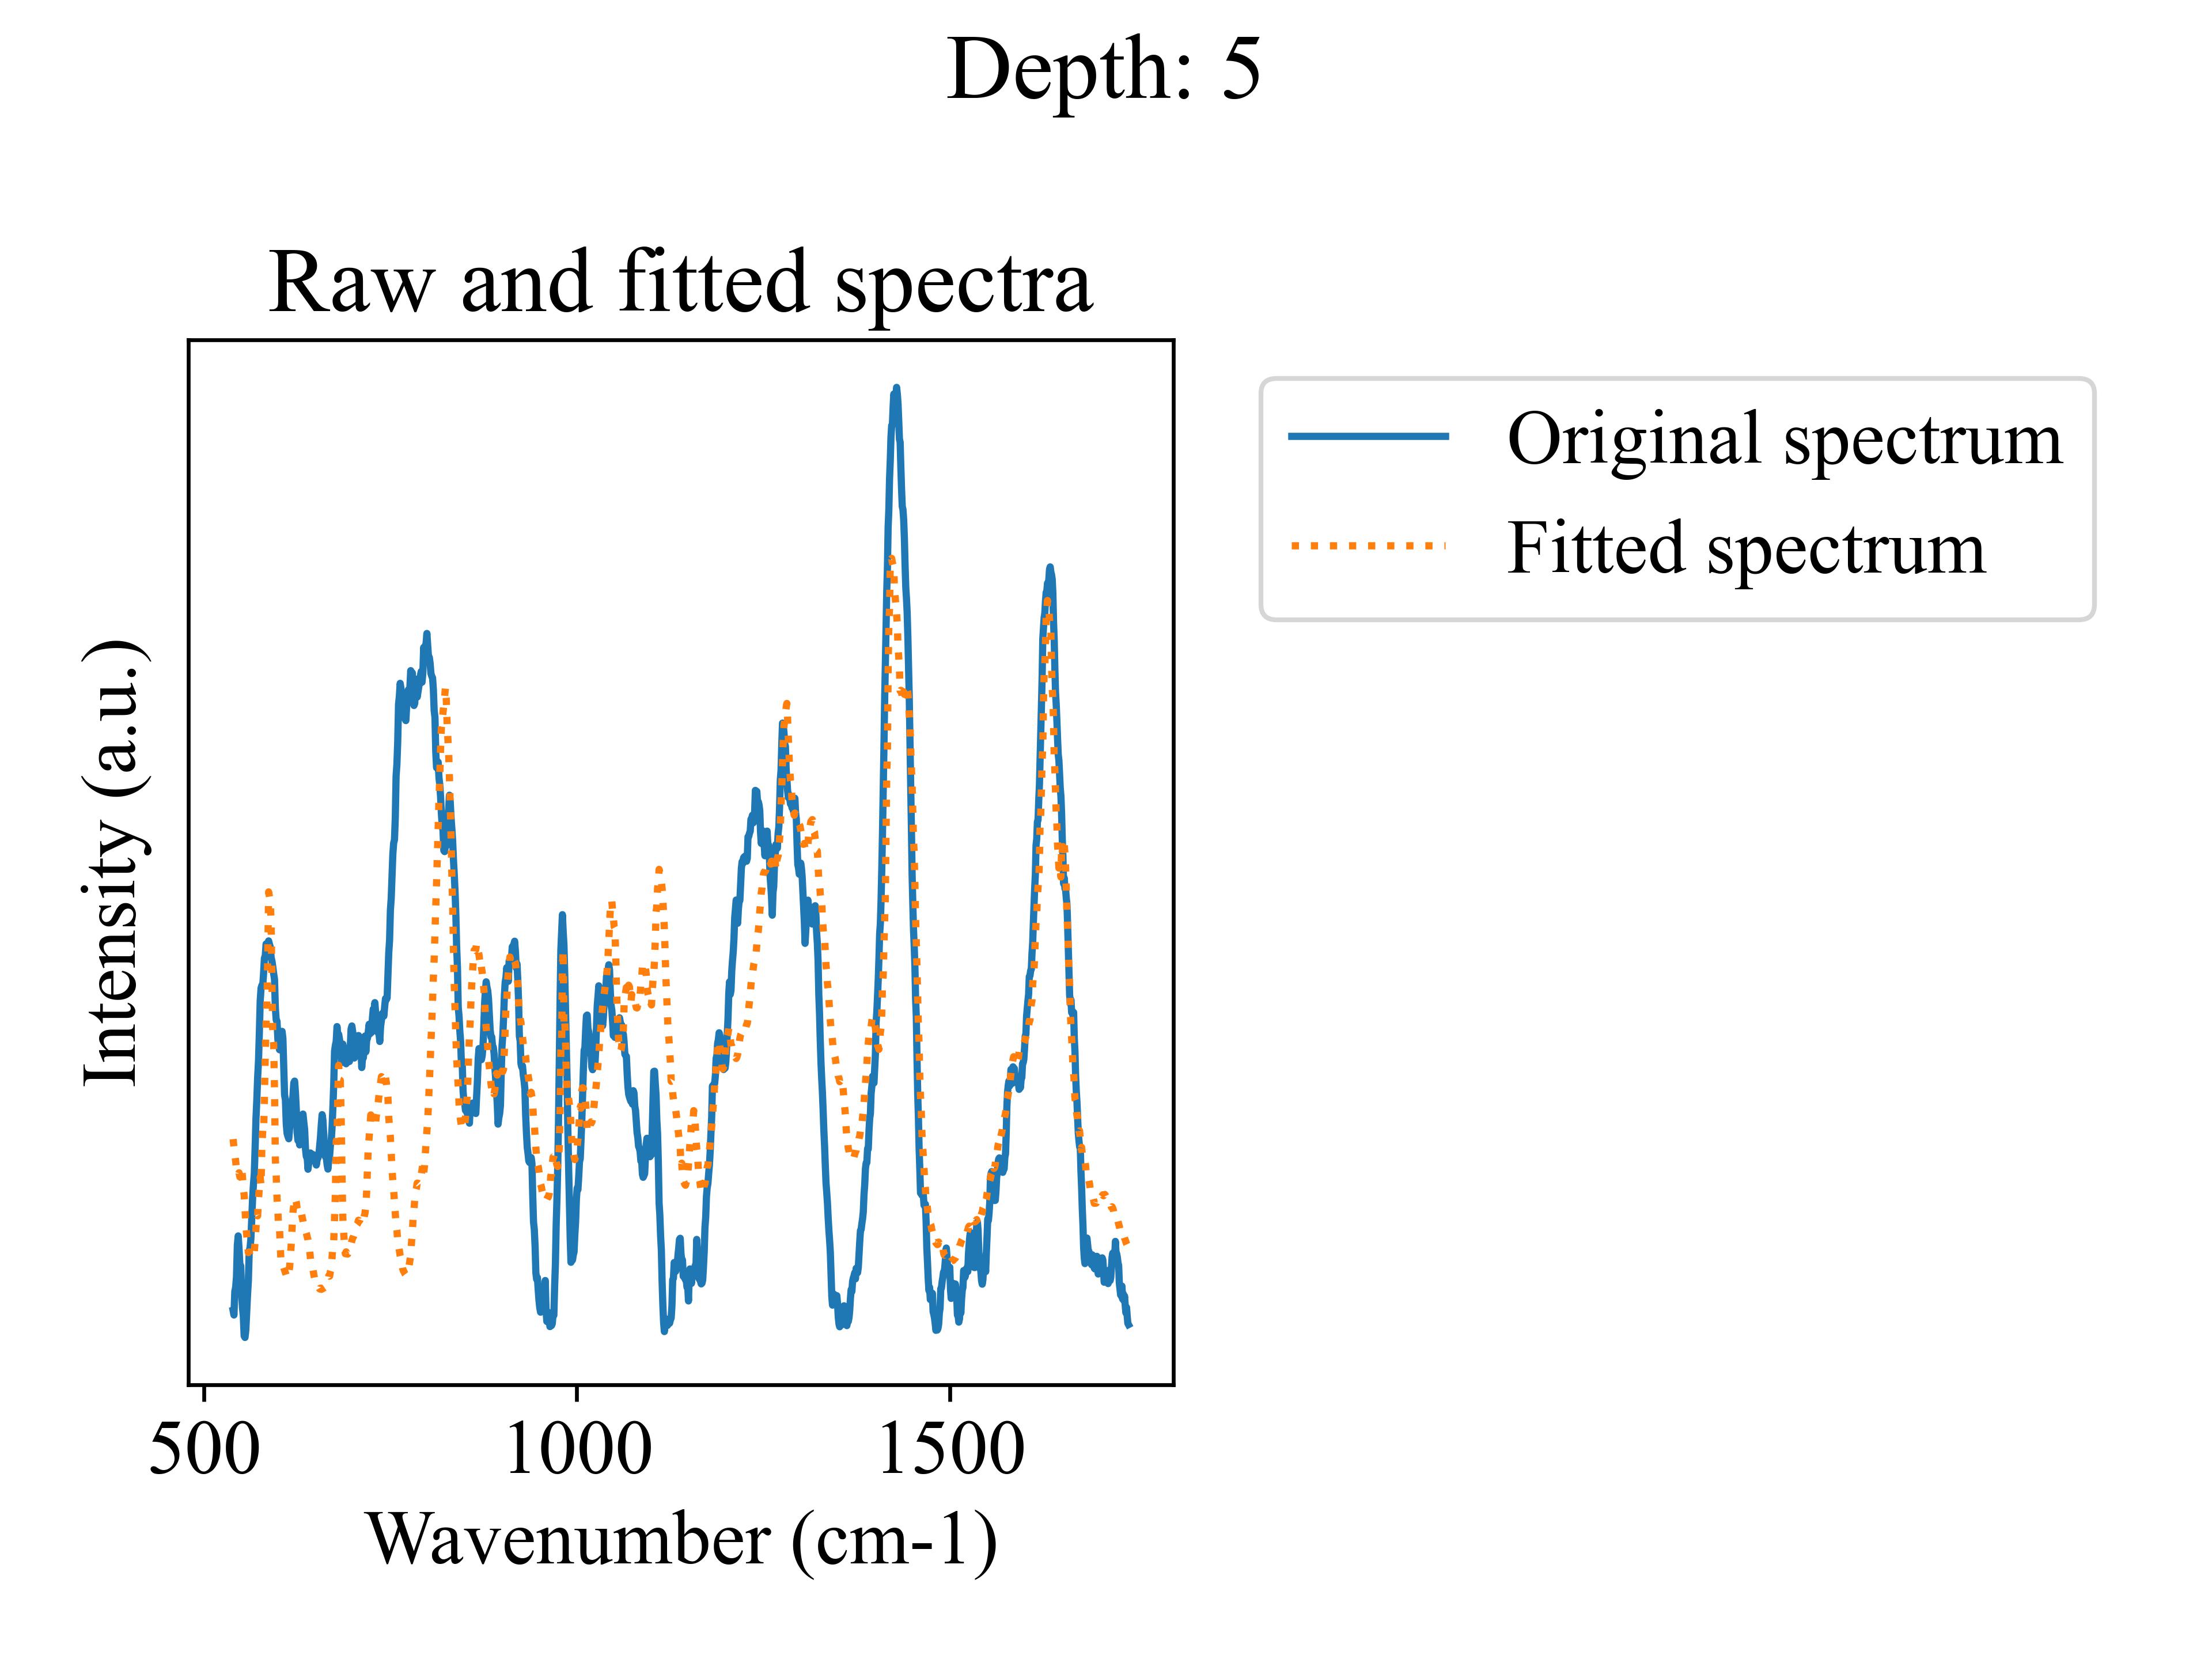 Depth: 5
Raw and fitted spectra
Original spectrum
Fitted spectrum
Intensity (a.u.)
500 1000 1500
Wavenumber (cm-1)